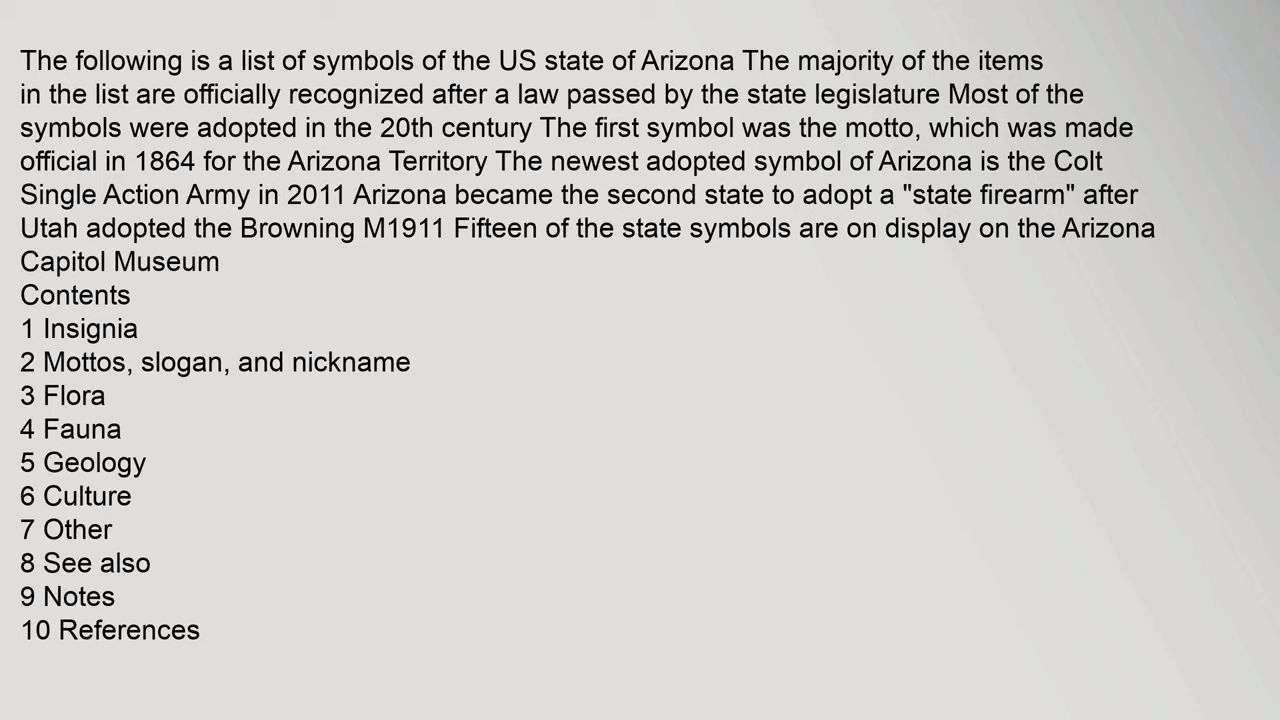 The following is a list of symbols of the US state of Arizona The majority of the items
in the list are officially recognized after a law passed by the state legislature Most of the
symbols were adopted in the 20th century The first symbol was the motto, which was made
official in 1864 for the Arizona Territory The newest adopted symbol of Arizona is the Colt
Single Action Army in 2011 Arizona became the second state to adopt a "state firearm" after
Utah adopted the Browning M1911 Fifteen of the state symbols are on display on the Arizona
Capitol Museum
Contents
1 Insignia
2 Mottos, slogan, and nickname
3 Flora
4 Fauna
5 Geology
6 Culture
7 Other
8 See also
9 Notes
10 References